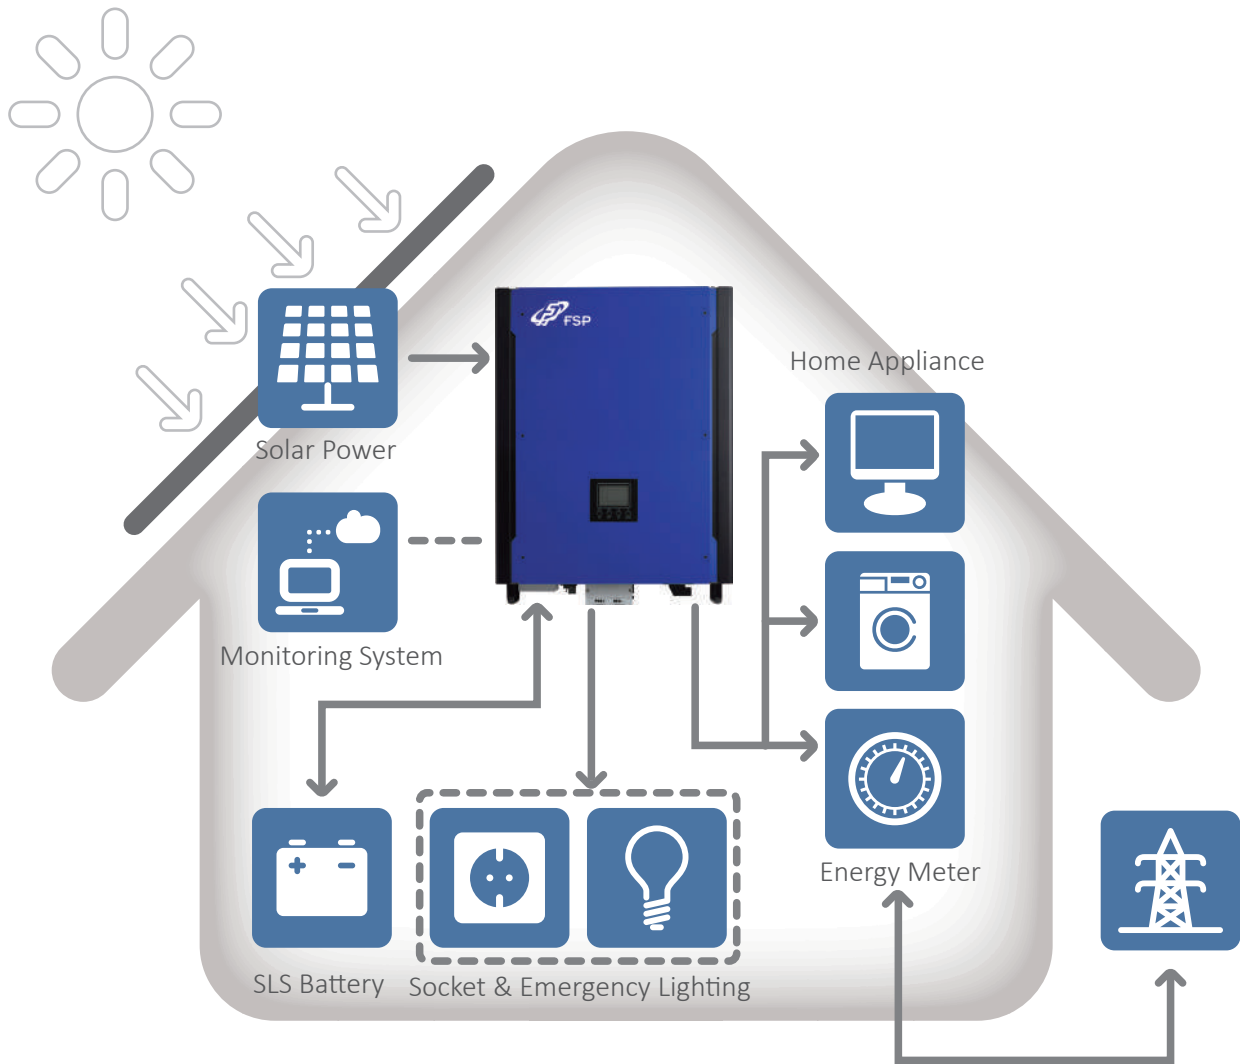 FSP
Home Appliance
Solar Power
Monitoring System
Energy Meter
SLS Battery
Socket & Emergency Lighting